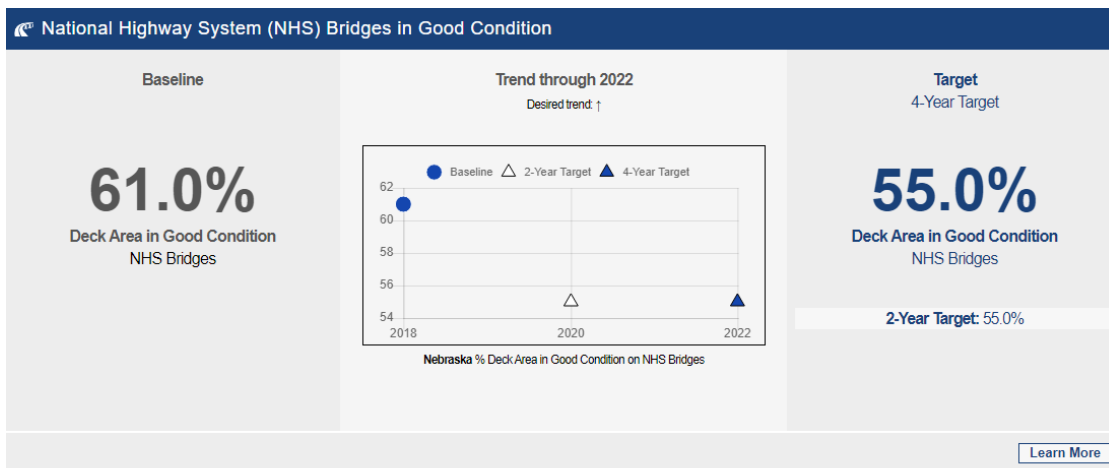 National Highway System (NHS) Bridges in Good Condition
Baseline
61.0%
Deck Area in Good Condition
NHS Bridges
Trend through 2022
Desired trend: ↑
Baseline 2-Year Target 4-Year Target
62
60
58
56
54
2018 2020 2022
Nebraska % Deck Area in Good Condition on NHS Bridges
Target
4-Year Target
55.0%
Deck Area in Good Condition
NHS Bridges
2-Year Target: 55.0%
Learn More